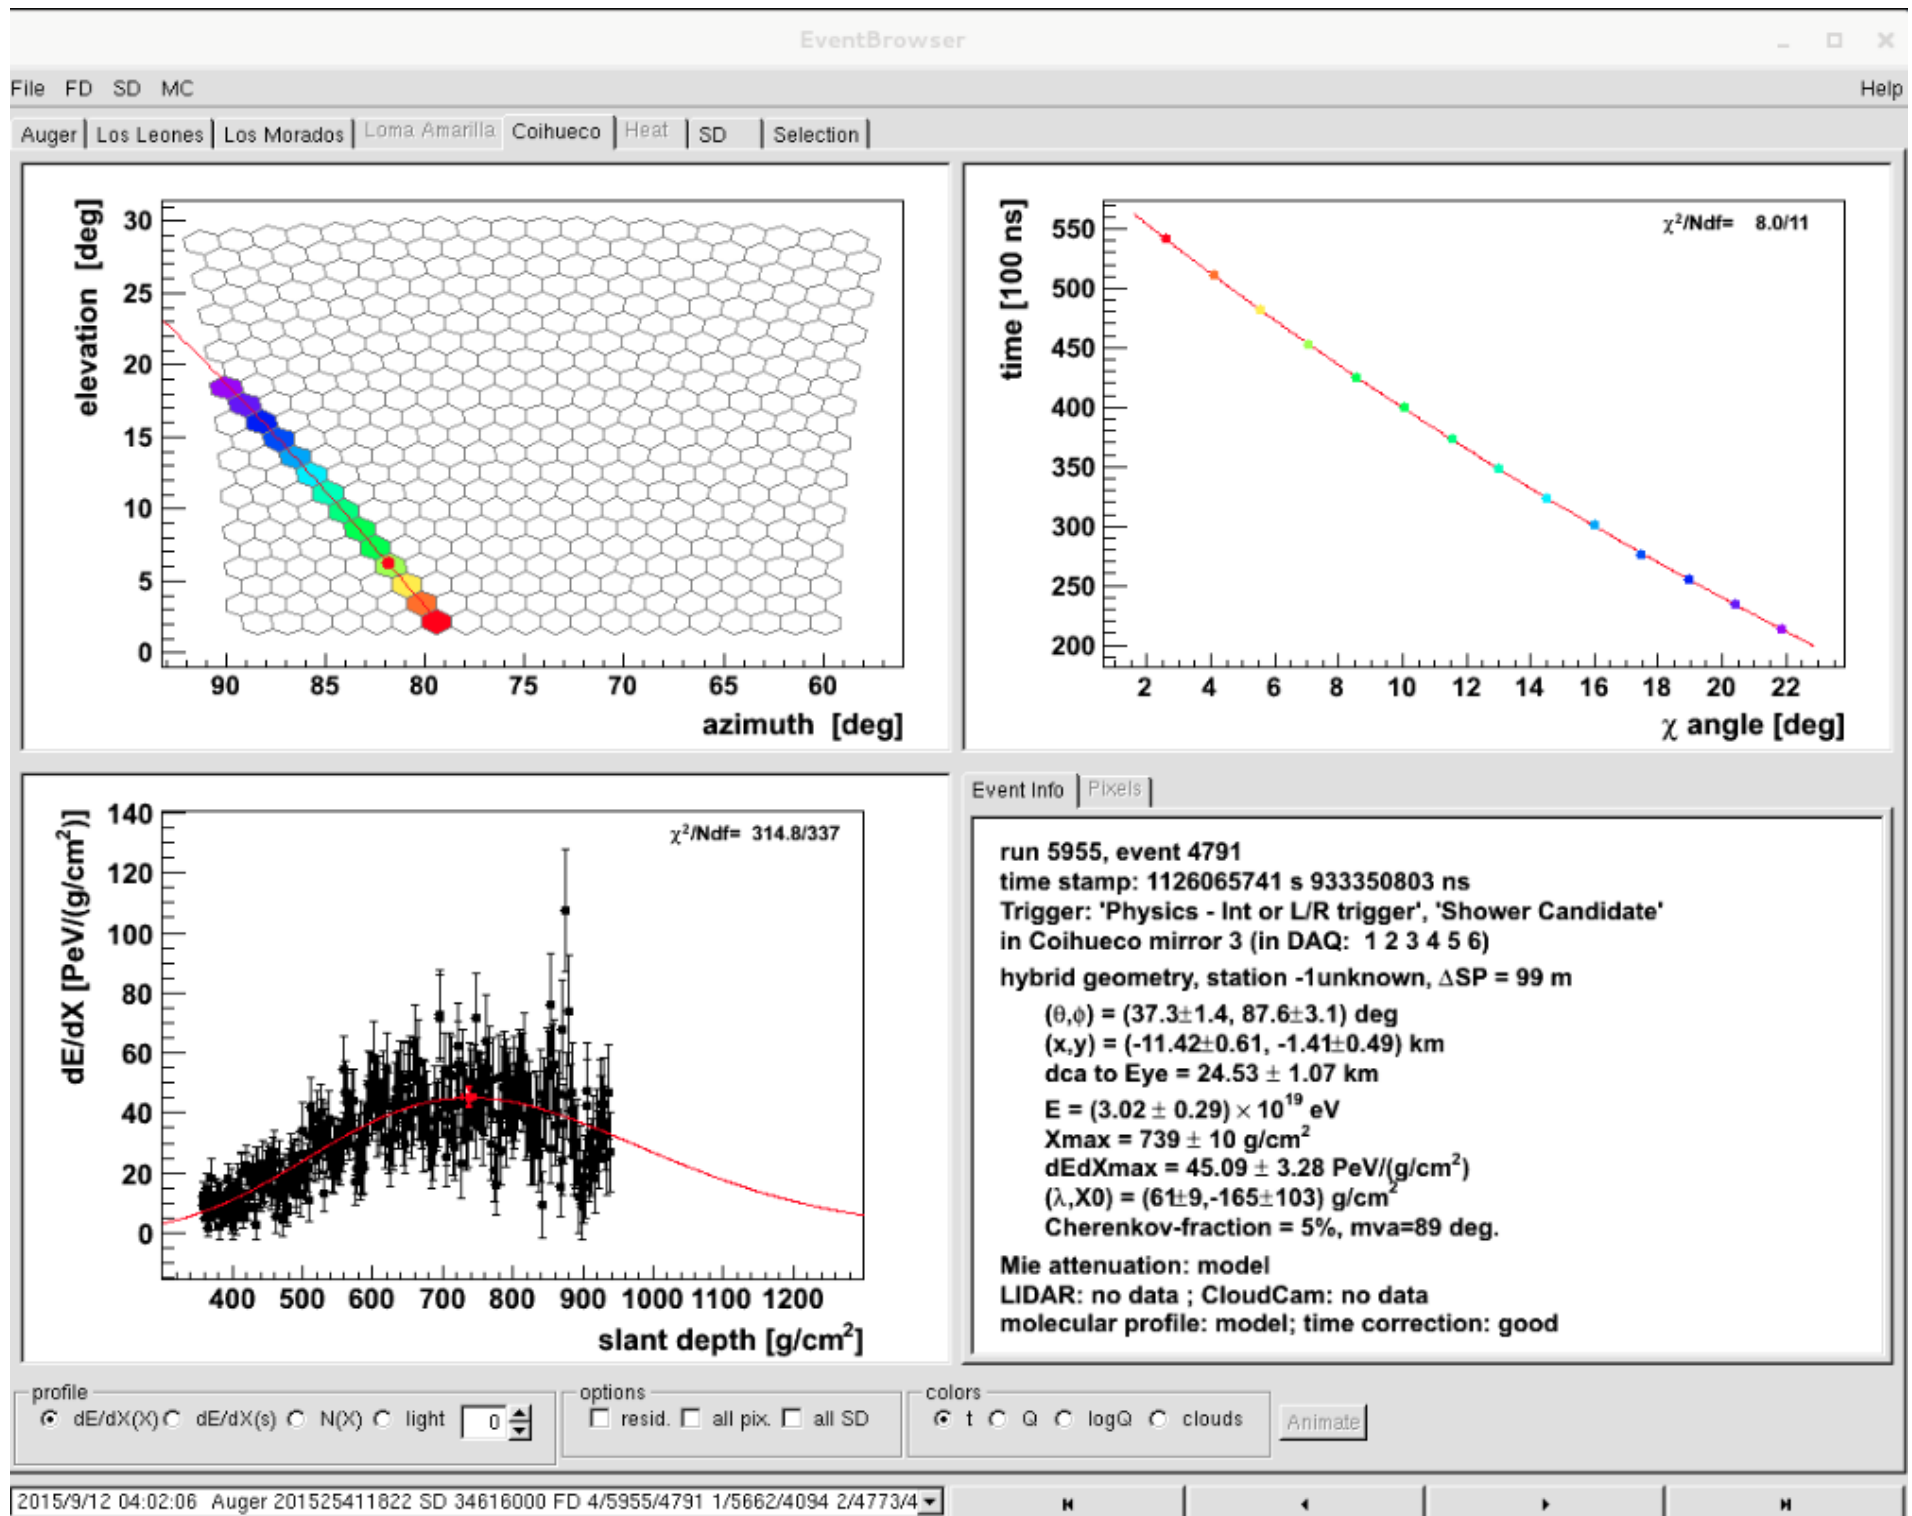 EventBrowser
File FD SD MC Help
Auger Los Leones Los Morados Loma Amarilla Coihueco Heat SD Selection
elevation [deg]
30
25
20
15
10
5
0
90 85 80 75 70 65 60
azimuth [deg]
time [100 ns]
χ²/Ndf= 8.0/11
550
500
450
400
350
300
250
200
2 4 6 8 10 12 14 16 18 20 22
χ angle [deg]
dE/dX [PeV/(g/cm²)]
χ²/Ndf= 314.8/337
140
120
100
80
60
40
20
0
400 500 600 700 800 900 1000 1100 1200
slant depth [g/cm²]
Event Info Pixels
run 5955, event 4791
time stamp: 1126065741 s 933350803 ns
Trigger: 'Physics - Int or L/R trigger', 'Shower Candidate'
in Coihueco mirror 3 (in DAQ: 1 2 3 4 5 6)
hybrid geometry, station -1unknown, ΔSP = 99 m
(θ,ϕ) = (37.3±1.4, 87.6±3.1) deg
(x,y) = (-11.42±0.61, -1.41±0.49) km
dca to Eye = 24.53 ± 1.07 km
E = (3.02 ± 0.29) × 10¹⁹ eV
Xmax = 739 ± 10 g/cm²
dEdXmax = 45.09 ± 3.28 PeV/(g/cm²)
(λ,X0) = (61±9,-165±103) g/cm²
Cherenkov-fraction = 5%, mva=89 deg.
Mie attenuation: model
LIDAR: no data ; CloudCam: no data
molecular profile: model; time correction: good
profile
dE/dX(X) dE/dX(s) N(X) light 0
options
resid. all pix. all SD
colors
t Q logQ clouds
Animate
2015/9/12 04:02:06 Auger 201525411822 SD 34616000 FD 4/5955/4791 1/5662/4094 2/4773/4